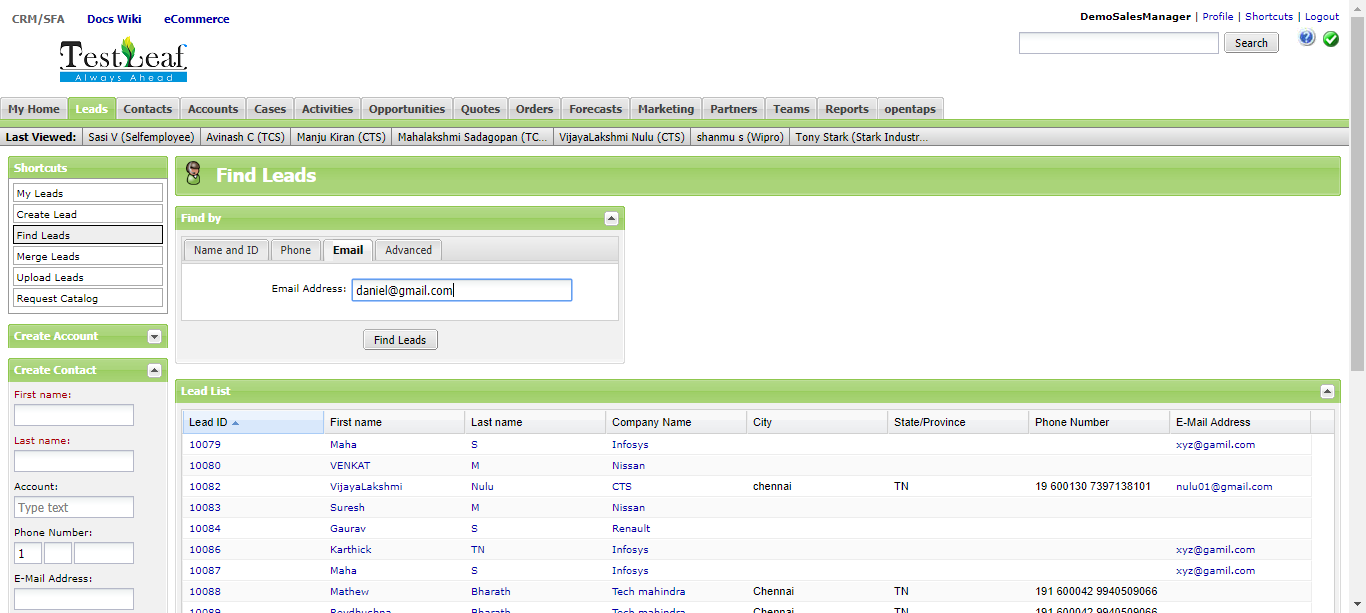 CRM/SFA Docs Wiki eCommerce
DemoSalesManager | Profile | Shortcuts | Logout
TestLeaf
Always Ahead
Search
My Home Leads Contacts Accounts Cases Activities Opportunities Quotes Orders Forecasts Marketing Partners Teams Reports opentaps
Last Viewed: Sasi V (Selfemployee) Avinash C (TCS) Manju Kiran (CTS) Mahalakshmi Sadagopan (TC... VijayaLakshmi Nulu (CTS) shanmu s (Wipro) Tony Stark (Stark Industr...
Shortcuts
My Leads
Create Lead
Find Leads
Merge Leads
Upload Leads
Request Catalog
Create Account
Create Contact
First name:
Last name:
Account:
Type text
Phone Number:
1
E-Mail Address:
Find Leads
Find by
Name and ID Phone Email Advanced
Email Address: daniel@gmail.com
Find Leads
Lead List
Lead ID First name Last name Company Name City State/Province Phone Number E-Mail Address
10079 Maha S Infosys xyz@gamil.com
10080 VENKAT M Nissan
10082 VijayaLakshmi Nulu CTS chennai TN 19 600130 7397138101 nulu01@gmail.com
10083 Suresh M Nissan
10084 Gaurav S Renault
10086 Karthick TN Infosys xyz@gamil.com
10087 Maha S Infosys xyz@gamil.com
10088 Mathew Bharath Tech mahindra Chennai TN 191 600042 9940509066
10089 Bharath Tech mahindra Chennai TN 191 600042 9940509066